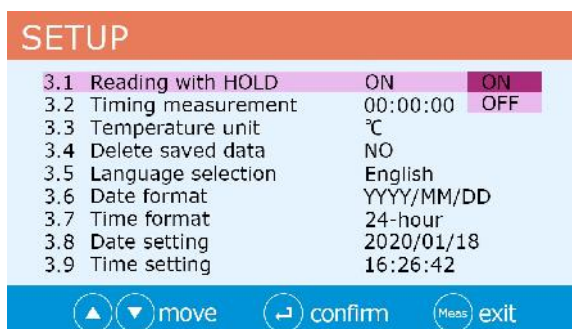 SETUP
3.1 Reading with HOLD ON ON
3.2 Timing measurement 00:00:00 OFF
3.3 Temperature unit ℃
3.4 Delete saved data NO
3.5 Language selection English
3.6 Date format YYYY/MM/DD
3.7 Time format 24-hour
3.8 Date setting 2020/01/18
3.9 Time setting 16:26:42
move confirm Meas exit